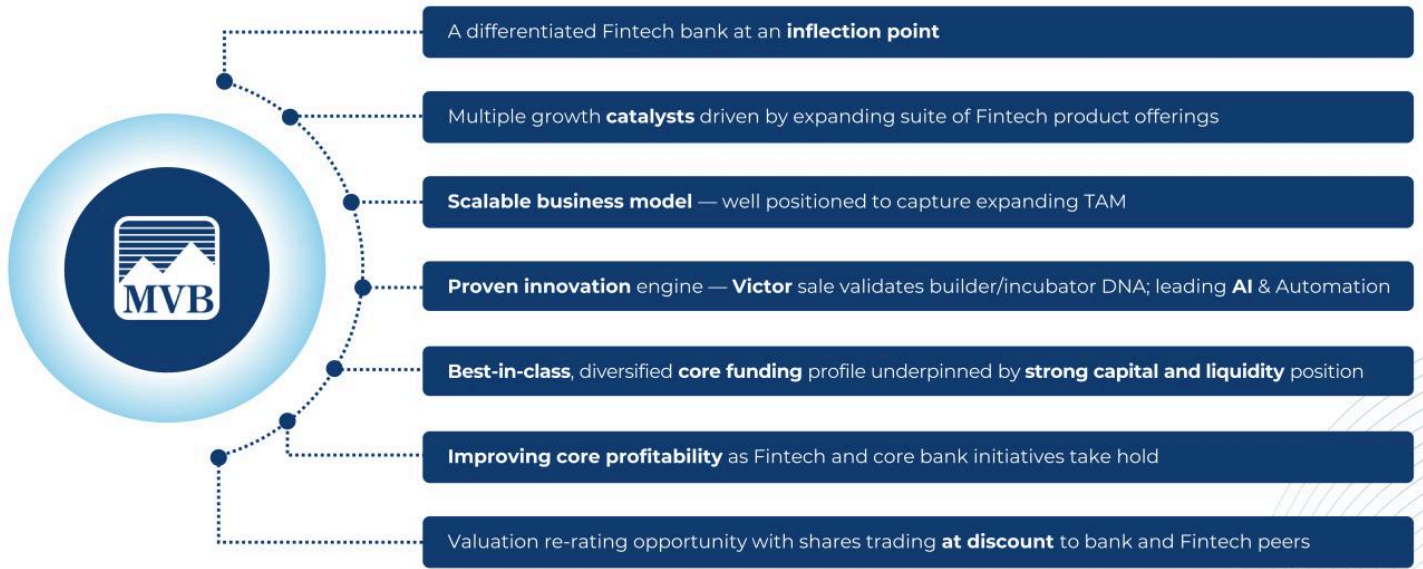 A differentiated Fintech bank at an inflection point
Multiple growth catalysts driven by expanding suite of Fintech product offerings
Scalable business model — well positioned to capture expanding TAM
MVB
Proven innovation engine — Victor sale validates builder/incubator DNA; leading AI & Automation
Best-in-class, diversified core funding profile underpinned by strong capital and liquidity position
Improving core profitability as Fintech and core bank initiatives take hold
Valuation re-rating opportunity with shares trading at discount to bank and Fintech peers